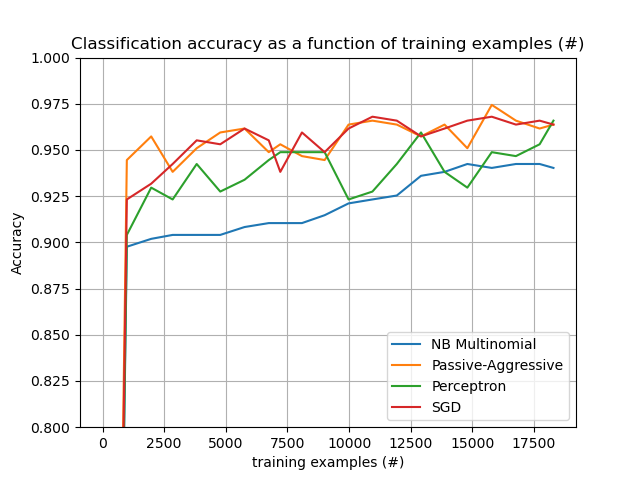 Classification accuracy as a function of training examples (#)
1.000
0.975
0.950
0.925
0.900
0.875
0.850
0.825
0.800
Accuracy
NB Multinomial
Passive-Aggressive
Perceptron
SGD
0 2500 5000 7500 10000 12500 15000 17500
training examples (#)